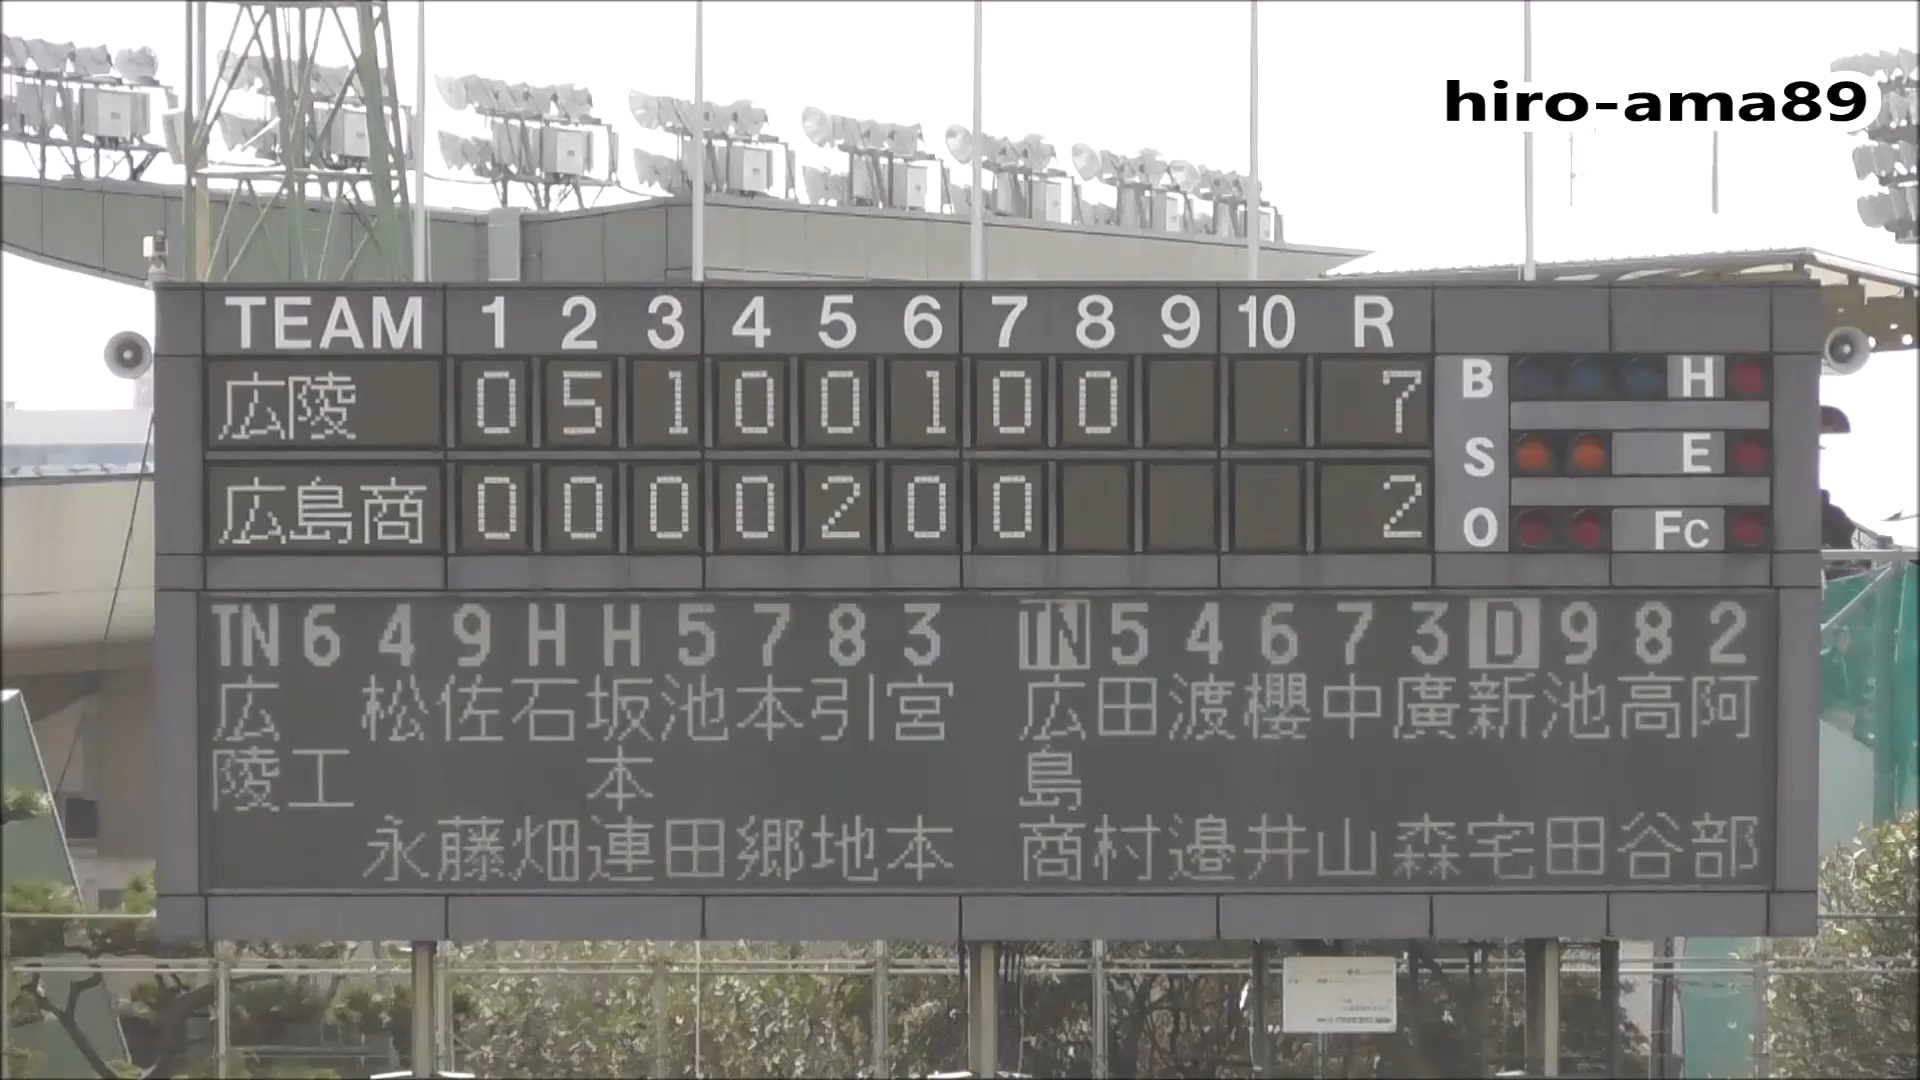 hiro-ama89
TEAM 1 2 3 4 5 6 7 8 9 10 R
広陵 0 5 1 0 0 1 0 0 7
広島商 0 0 0 0 2 0 0 2
B H
S E
O FC
TN 6 4 9 H H 5 7 8 3 TN 5 4 6 7 3 D 9 8 2
広陵 工 松永 佐藤 石畑 坂本連 池田 本郷 引地 宮本 広島商 田村 渡邉 櫻井 中山 廣森 新宅 池田 高谷 阿部